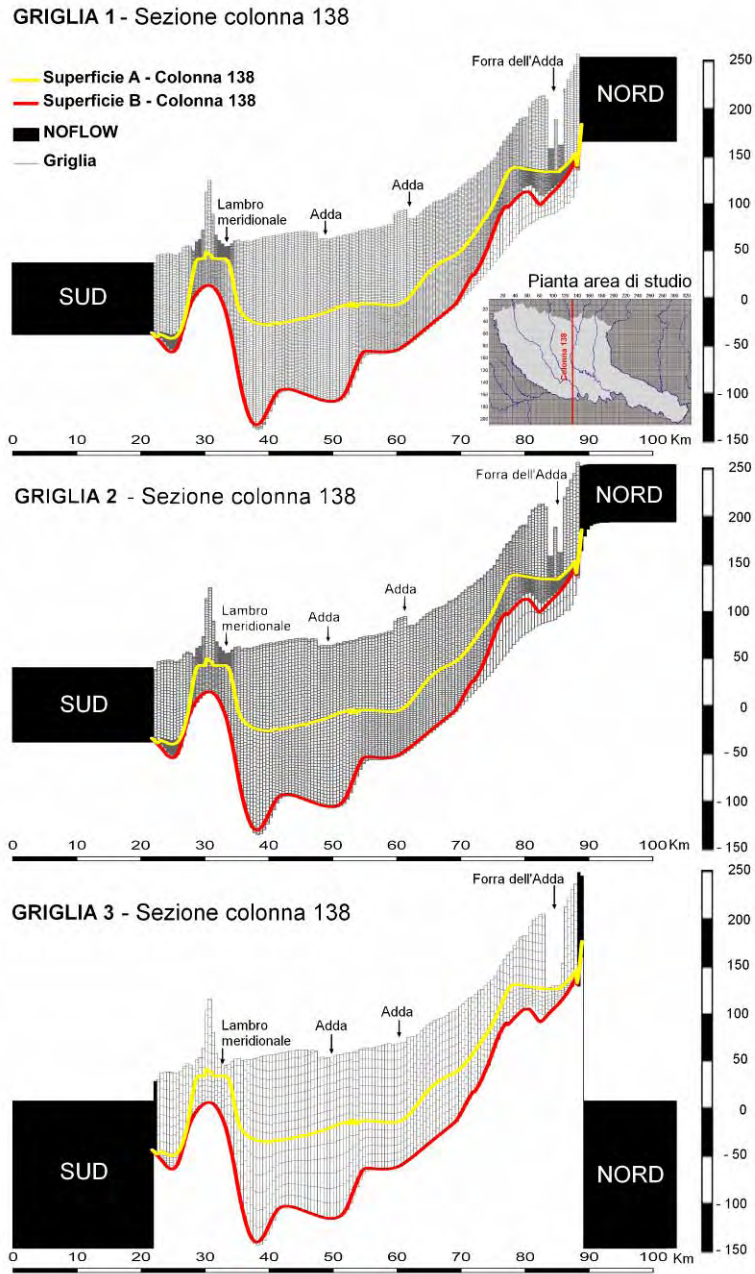 GRIGLIA 1 - Sezione colonna 138
Superficie A - Colonna 138
Superficie B - Colonna 138
NOFLOW
Griglia
Forra dell'Adda
NORD
Lambro
meridionale
Adda
Adda
SUD
250
200
150
100
50
0
- 50
- 100
- 150
Pianta area di studio
Colonna 138
0 10 20 30 40 50 60 70 80 90 100 Km
GRIGLIA 2 - Sezione colonna 138
Forra dell'Adda
NORD
Lambro
meridionale
Adda
Adda
SUD
250
200
150
100
50
0
- 50
- 100
- 150
0 10 20 30 40 50 60 70 80 90 100 Km
GRIGLIA 3 - Sezione colonna 138
Forra dell'Adda
Lambro
meridionale
Adda
Adda
SUD
NORD
250
200
150
100
50
0
- 50
- 100
- 150
0 10 20 30 40 50 60 70 80 90 100 Km